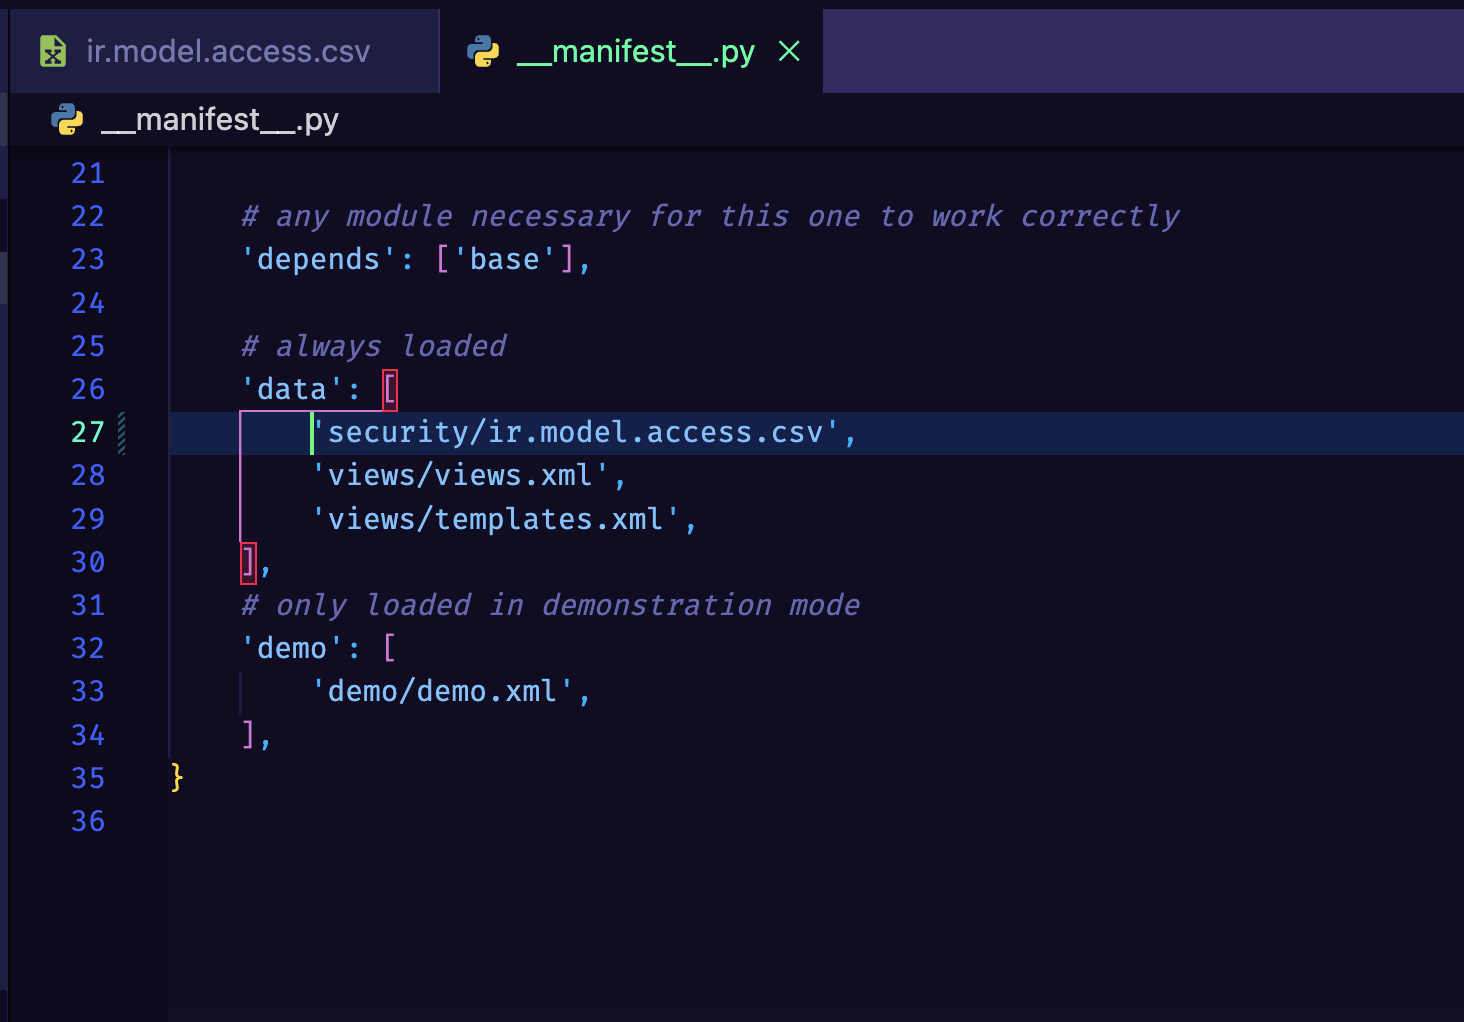 ir.model.access.csv
__manifest__.py
__manifest__.py
21
22 # any module necessary for this one to work correctly
23 'depends': ['base'],
24
25 # always loaded
26 'data': [
27 'security/ir.model.access.csv',
28 'views/views.xml',
29 'views/templates.xml',
30 ],
31 # only loaded in demonstration mode
32 'demo': [
33 'demo/demo.xml',
34 ],
35 }
36